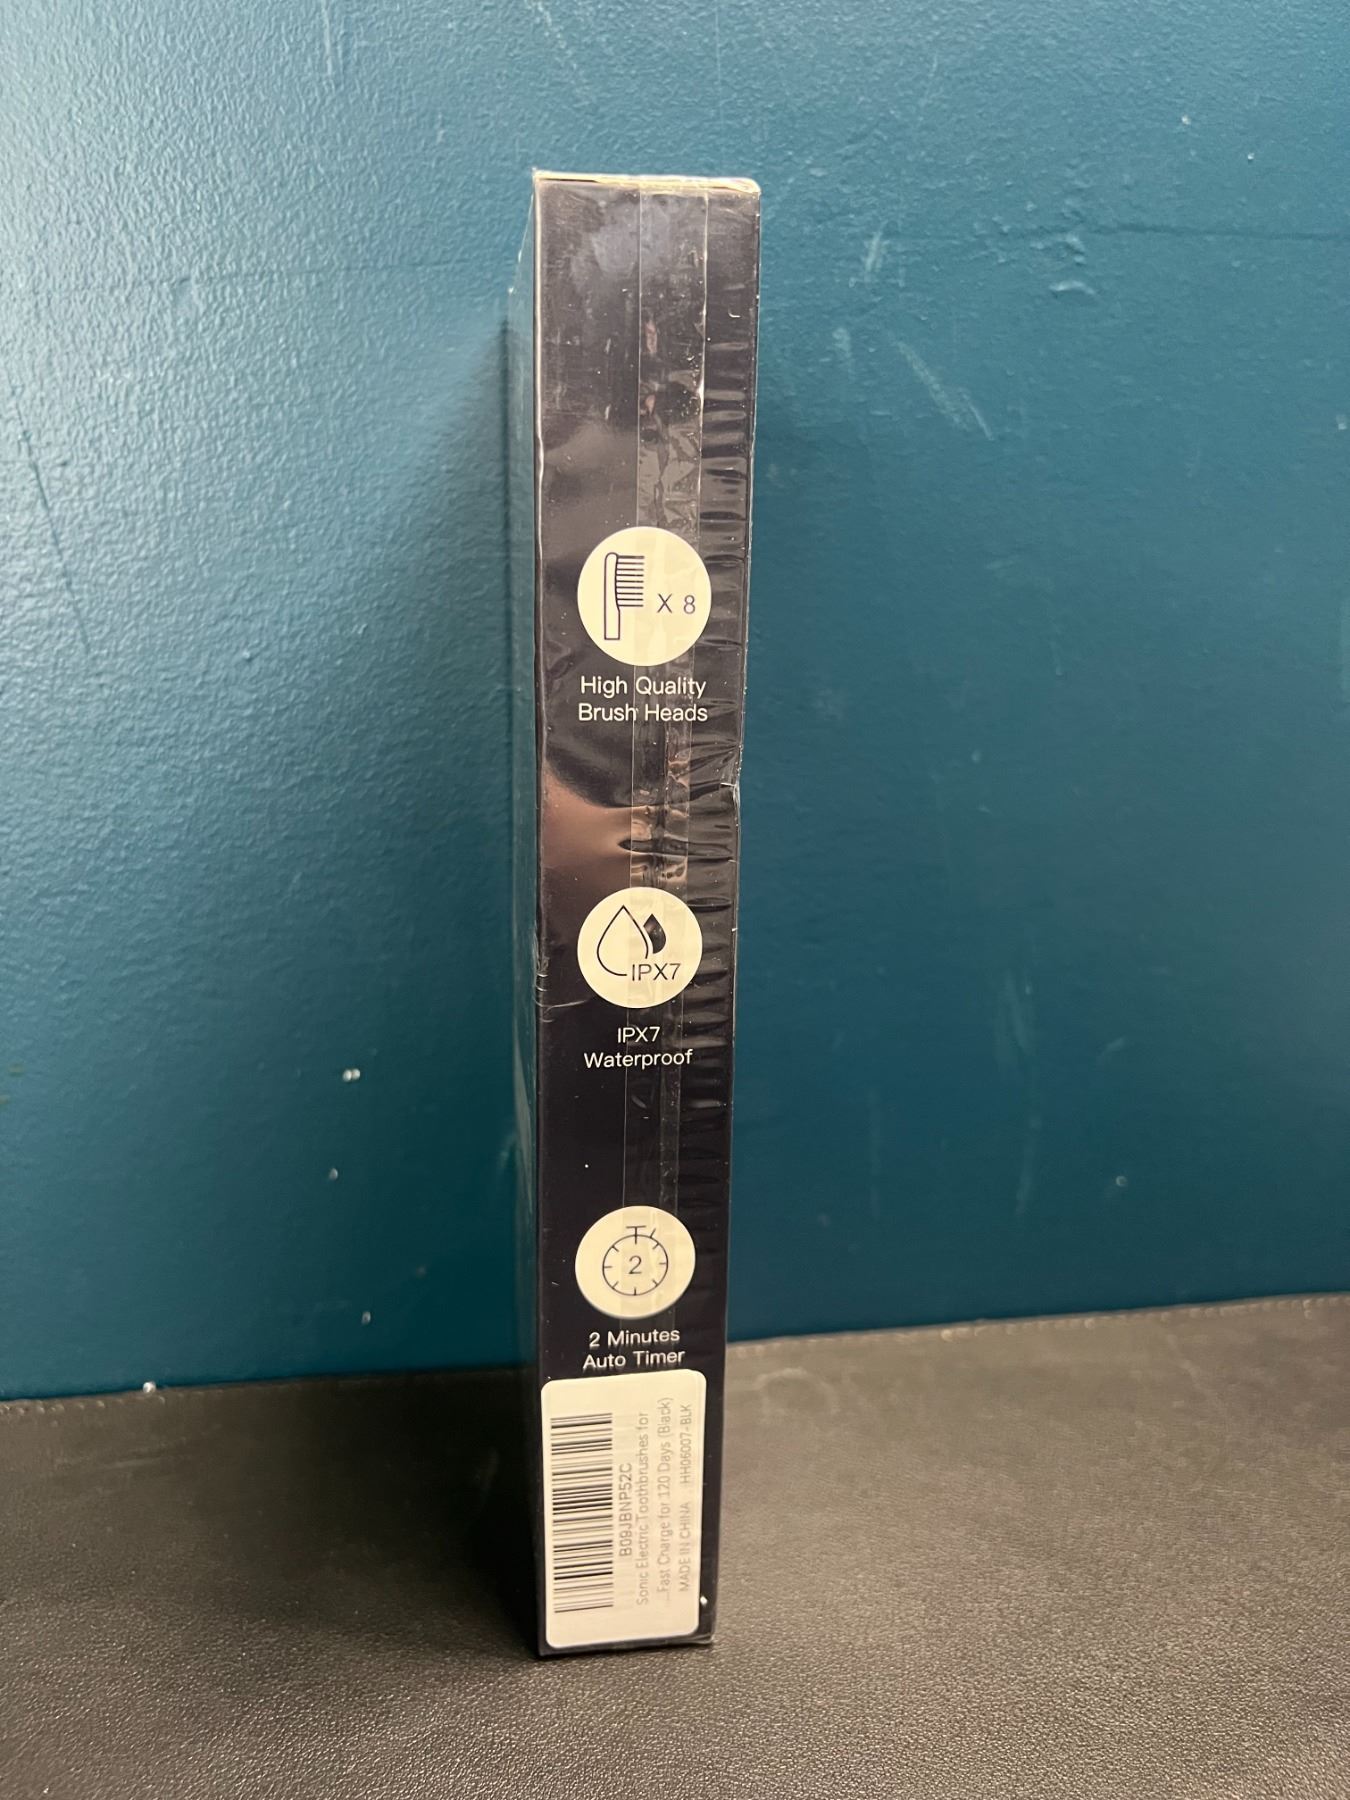 X 8
High Quality
Brush Heads
IPX7
IPX7
Waterproof
2
2 Minutes
Auto Timer
B09JBNP52C
Sonic Electric Toothbrushes for
...Fast Charge for 120 Days (Black)
MADE IN CHINA HH06007-BLK